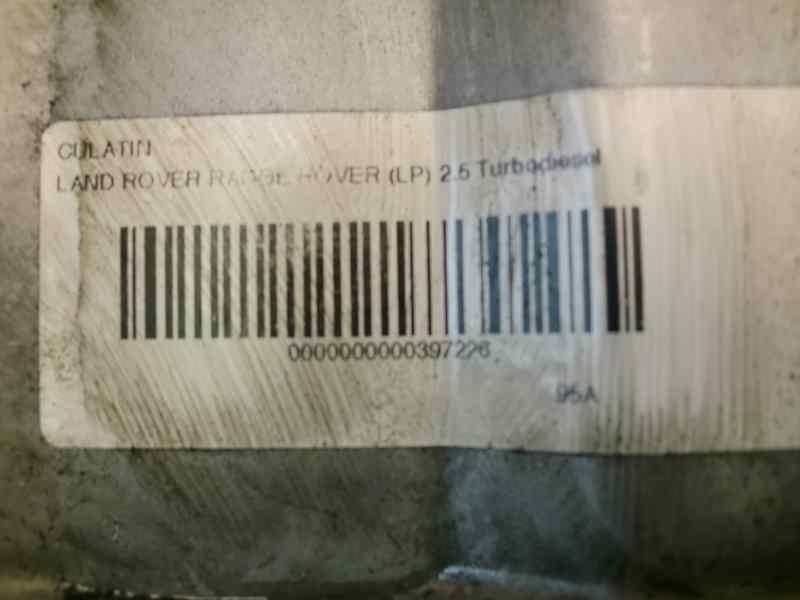 CULATIN
LAND ROVER RANGE ROVER (LP) 2.5 Turbodiesel
0000000000397226
95A